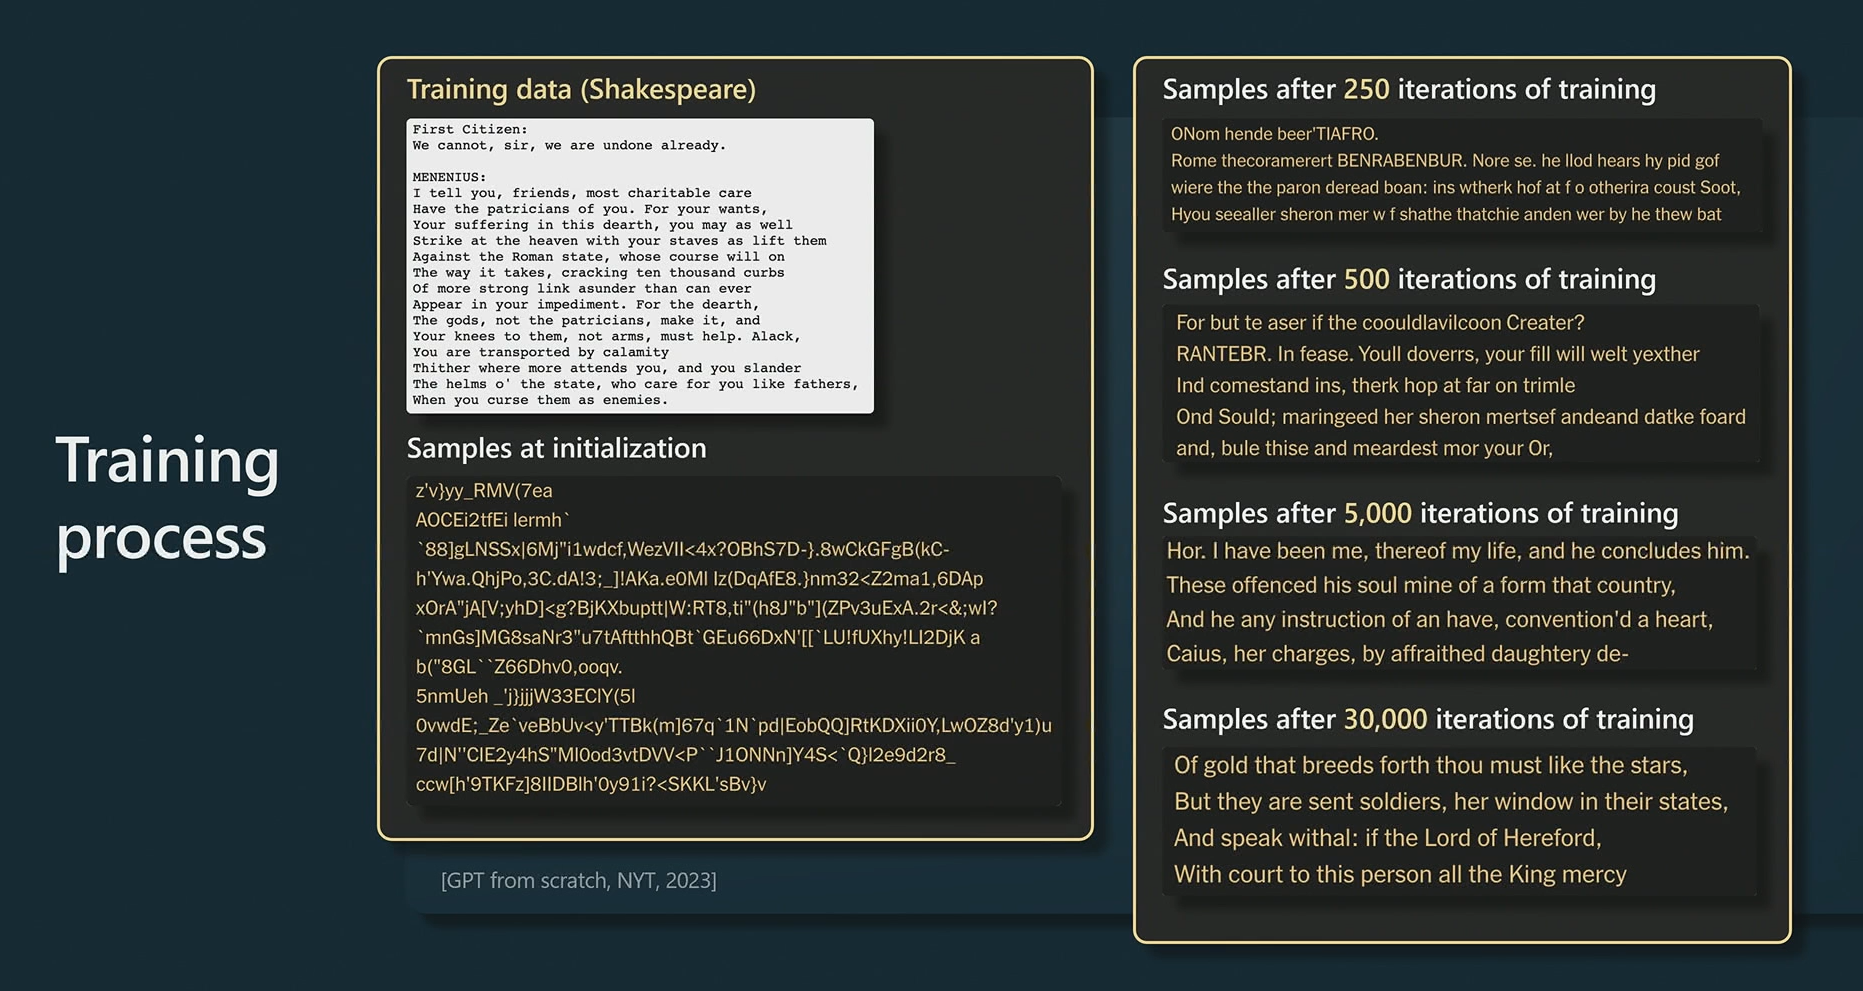 Training
process
Training data (Shakespeare)
First Citizen:
We cannot, sir, we are undone already.
MENENIUS:
I tell you, friends, most charitable care
Have the patricians of you. For your wants,
Your suffering in this dearth, you may as well
Strike at the heaven with your staves as lift them
Against the Roman state, whose course will on
The way it takes, cracking ten thousand curbs
Of more strong link asunder than can ever
Appear in your impediment. For the dearth,
The gods, not the patricians, make it, and
Your knees to them, not arms, must help. Alack,
You are transported by calamity
Thither where more attends you, and you slander
The helms o' the state, who care for you like fathers,
When you curse them as enemies.
Samples at initialization
z'v}yy_RMV(7ea
AOCEi2tfEi lermh`
`88]gLNSSx|6Mj"i1wdcf,WezVII<4x?OBhS7D-}.8wCkGFgB(kC-
h'Ywa.QhjPo,3C.dA!3;_]!AKa.e0MI Iz(DqAfE8.}nm32<Z2ma1,6DAp
xOrA"jA[V;yhD]<g?BjKXbuptt|W:RT8,ti"(h8J"b"](ZPv3uExA.2r<&;wI?
`mnGs]MG8saNr3"u7tAftthhQBt`GEu66DxN'[[`LU!fUXhy!LI2DjK a
b("8GL``Z66Dhv0,ooqv.
5nmUeh _'j}jjjW33EClY(5l
0vwdE;_Ze`veBbUv<y'TTBk(m]67q`1N`pd|EobQQ]RtKDXii0Y,LwOZ8d'y1)u
7d|N''CIE2y4hS"Ml0od3vtDVV<P``J1ONNn]Y4S<`Q}l2e9d2r8_
ccw[h'9TKFz]8IIDBlh'0y91i?<SKKL'sBv}v
[GPT from scratch, NYT, 2023]
Samples after 250 iterations of training
ONom hende beer'TIAFRO.
Rome thecoramerert BENRABENBUR. Nore se. he llod hears hy pid gof
wiere the the paron deread boan: ins wtherk hof at f o otherira coust Soot,
Hyou seealler sheron mer w f shathe thatchie anden wer by he thew bat
Samples after 500 iterations of training
For but te aser if the coouldlavilcoon Creater?
RANTEBR. In fease. Youll doverrs, your fill will welt yexther
Ind comestand ins, therk hop at far on trimle
Ond Sould; maringeed her sheron mertsef andeand datke foard
and, bule thise and meardest mor your Or,
Samples after 5,000 iterations of training
Hor. I have been me, thereof my life, and he concludes him.
These offenced his soul mine of a form that country,
And he any instruction of an have, convention'd a heart,
Caius, her charges, by affraithed daughtery de-
Samples after 30,000 iterations of training
Of gold that breeds forth thou must like the stars,
But they are sent soldiers, her window in their states,
And speak withal: if the Lord of Hereford,
With court to this person all the King mercy